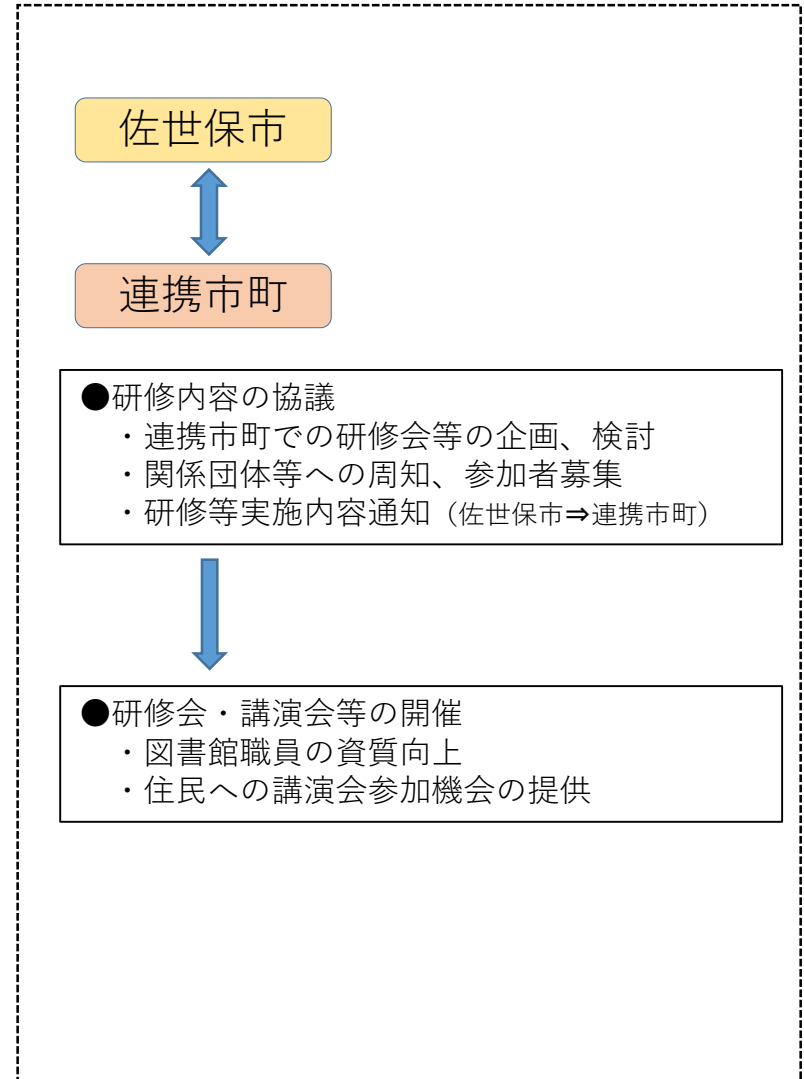 佐世保市
連携市町
●研修内容の協議
・連携市町での研修会等の企画、検討
・関係団体等への周知、参加者募集
・研修等実施内容通知（佐世保市⇒連携市町）
●研修会・講演会等の開催
・図書館職員の資質向上
・住民への講演会参加機会の提供